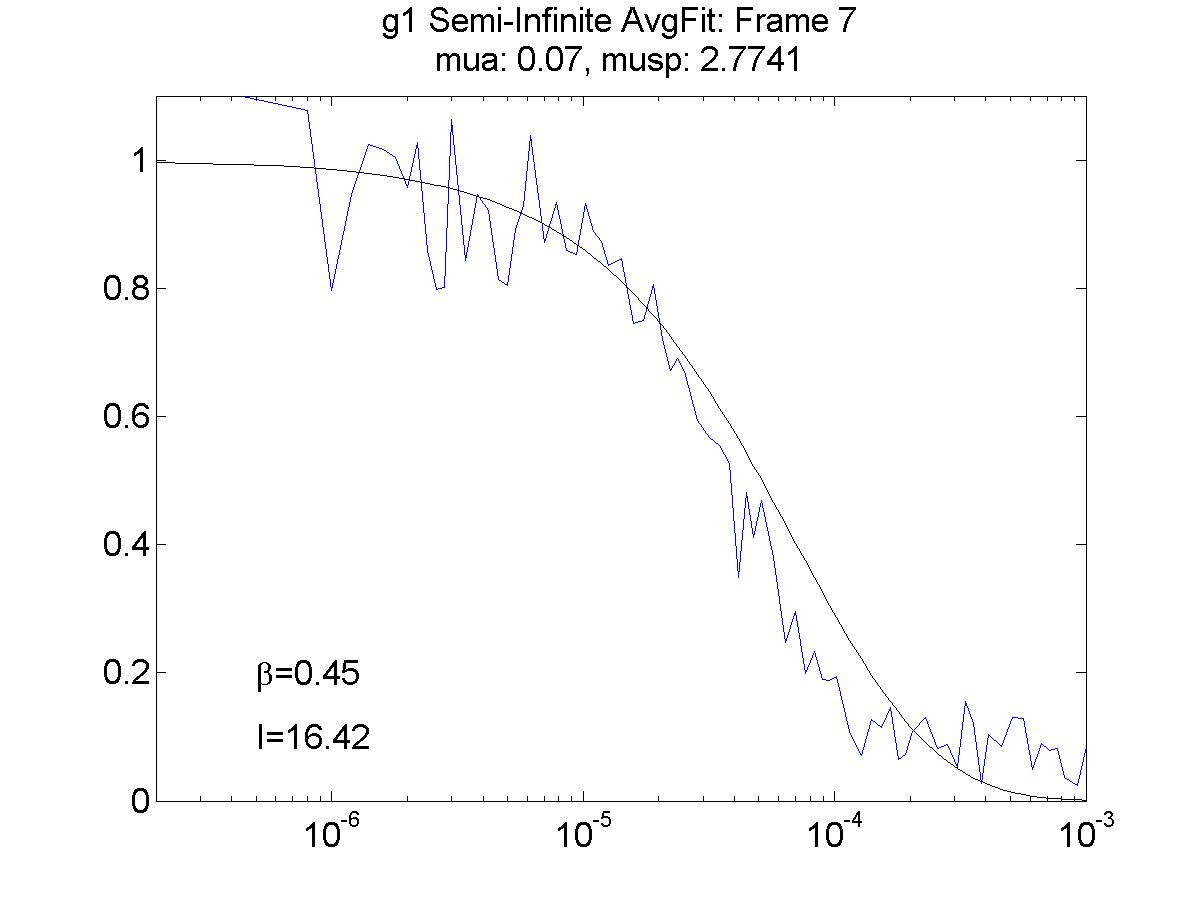 g1 Semi-Infinite AvgFit: Frame 7
mua: 0.07, musp: 2.7741
1
0.8
0.6
0.4
0.2
0
β=0.45
I=16.42
10^-6
10^-5
10^-4
10^-3